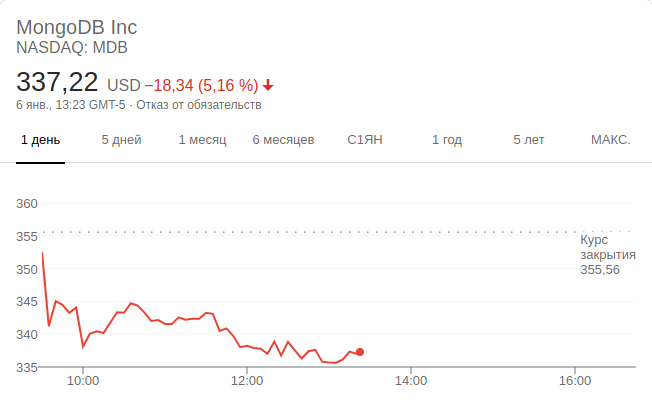 MongoDB Inc
NASDAQ: MDB
337,22 USD −18,34 (5,16 %)
6 янв., 13:23 GMT-5 · Отказ от обязательств
1 день 5 дней 1 месяц 6 месяцев С1ЯН 1 год 5 лет МАКС.
360
355
Курс
закрытия
355,56
350
345
340
335
10:00 12:00 14:00 16:00